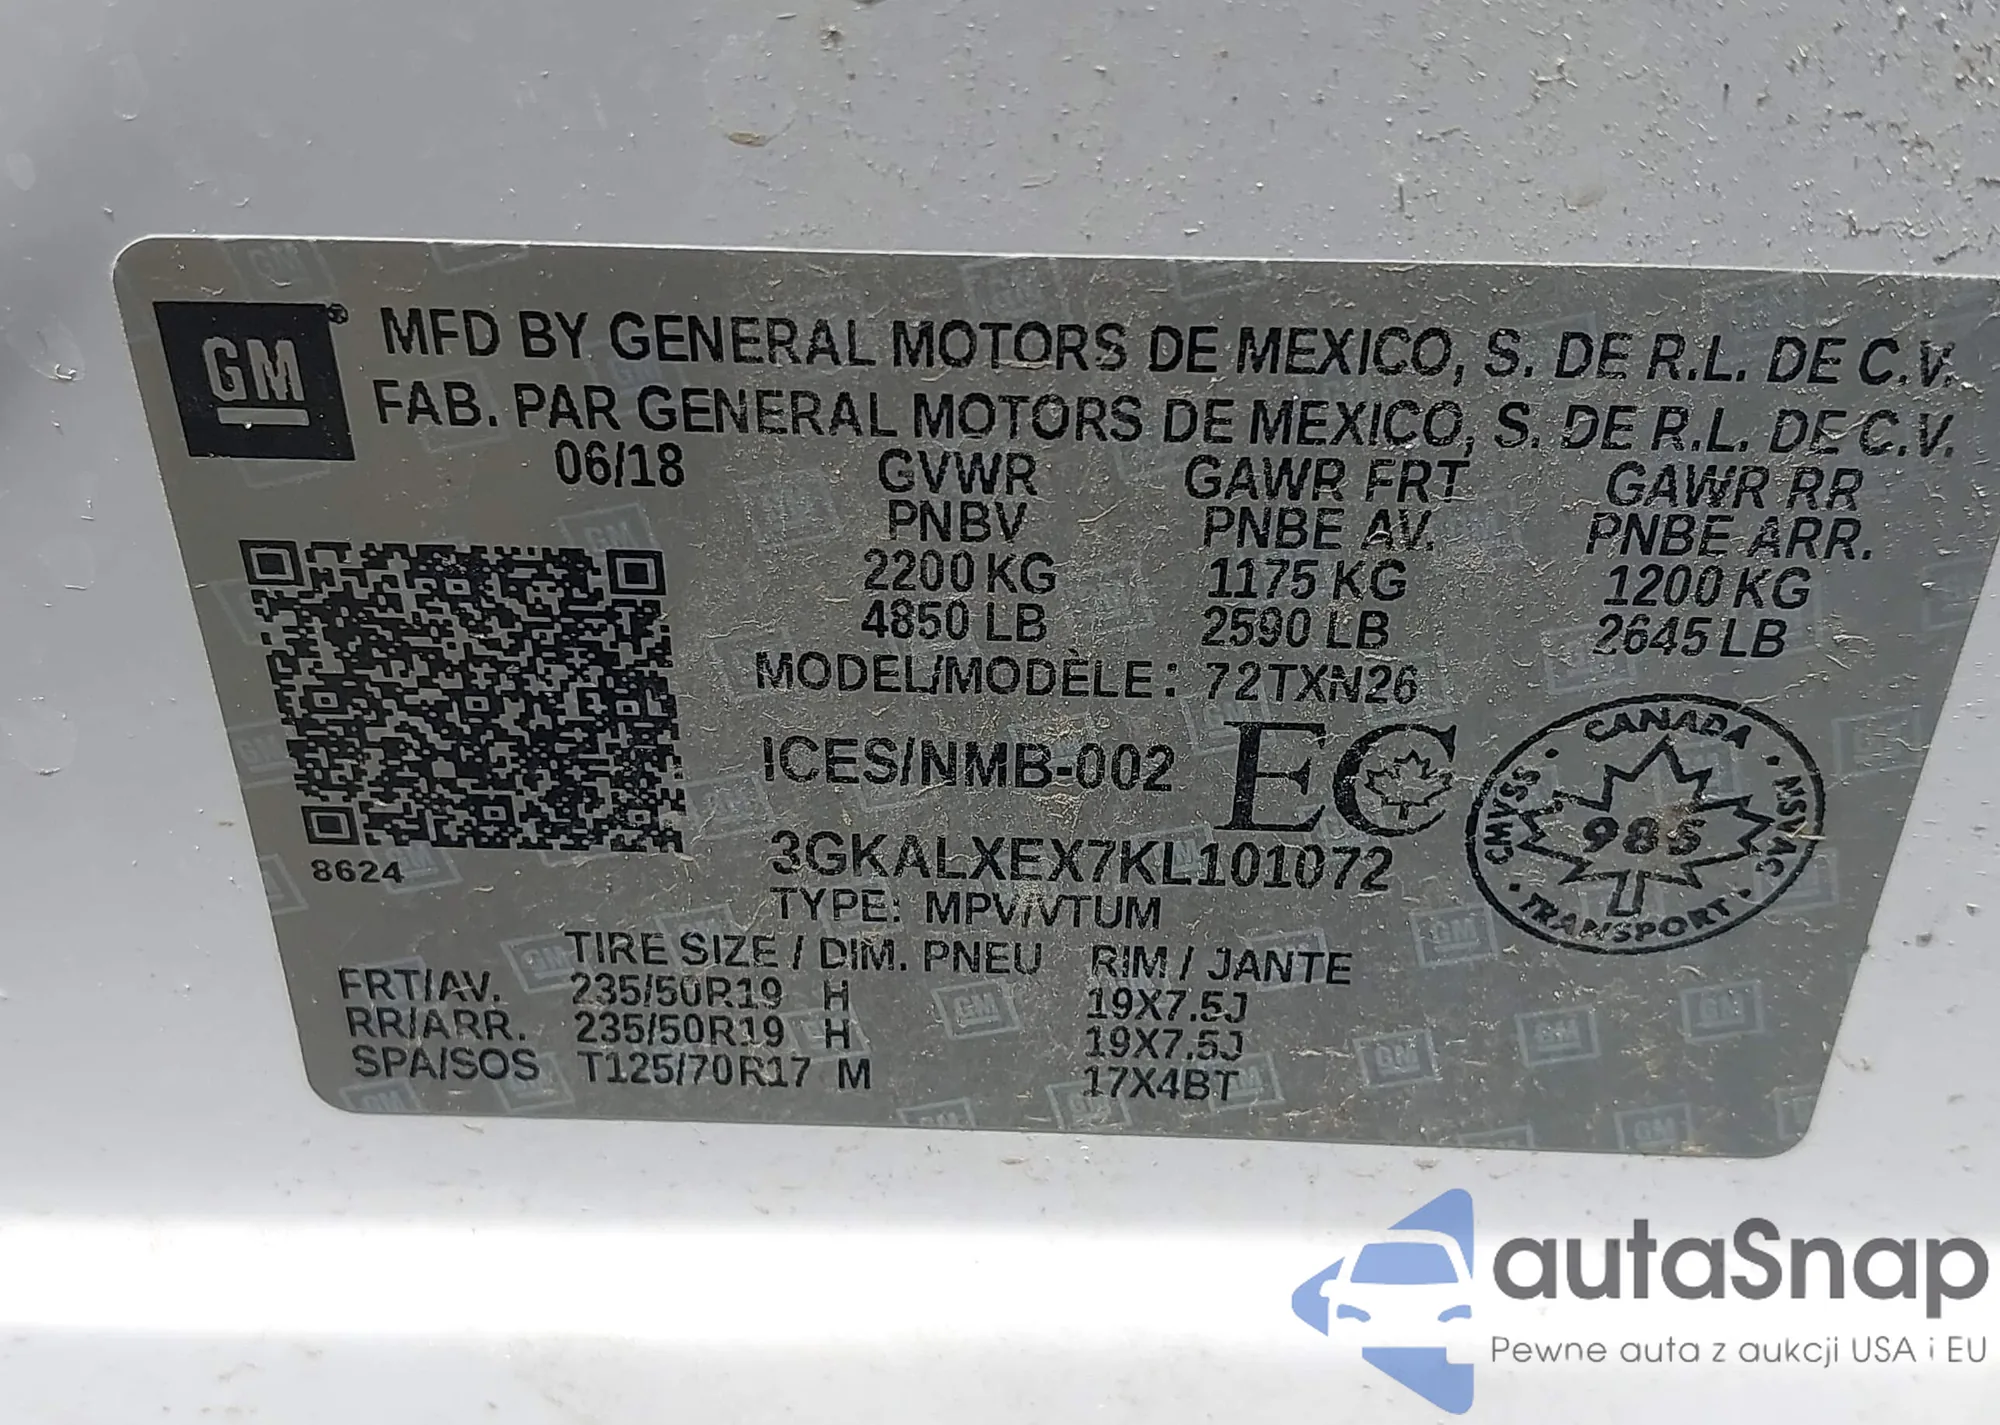 GM ®
MFD BY GENERAL MOTORS DE MEXICO, S. DE R.L. DE C.V.
FAB. PAR GENERAL MOTORS DE MEXICO, S. DE R.L. DE C.V.
06/18 GVWR GAWR FRT GAWR RR
PNBV PNBE AV. PNBE ARR.
2200 KG 1175 KG 1200 KG
4850 LB 2590 LB 2645 LB
MODEL/MODÈLE: 72TXN26
ICES/NMB-002 EC
CANADA
CMVSS 985 NSVAC
TRANSPORT
3GKALXEX7KL101072
8624
TYPE: MPV/VTUM
TIRE SIZE / DIM. PNEU RIM / JANTE
FRT/AV. 235/50R19 H 19X7.5J
RR/ARR. 235/50R19 H 19X7.5J
SPA/SOS T125/70R17 M 17X4BT
autaSnap
Pewne auta z aukcji USA i EU